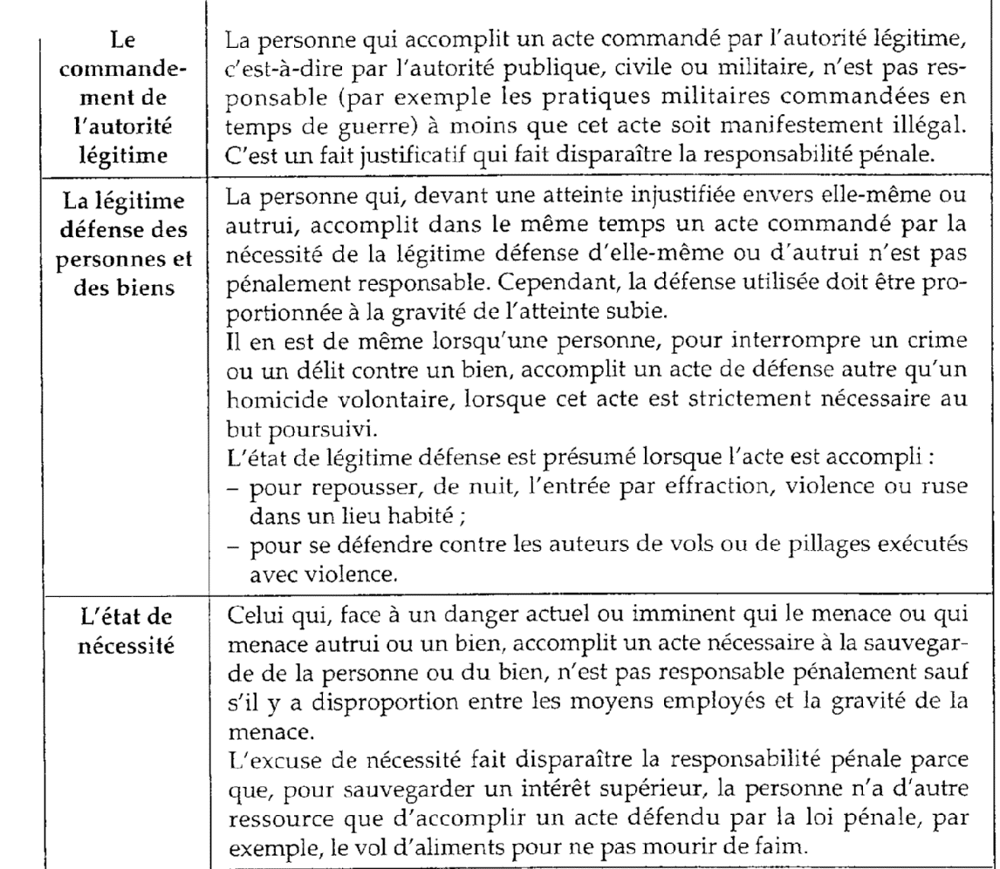 Le
commande-
ment de
l'autorité
légitime
La personne qui accomplit un acte commandé par l'autorité légitime,
c'est-à-dire par l'autorité publique, civile ou militaire, n'est pas res-
ponsable (par exemple les pratiques militaires commandées en
temps de guerre) à moins que cet acte soit manifestement illégal.
C'est un fait justificatif qui fait disparaître la responsabilité pénale.
La légitime
défense des
personnes et
des biens
La personne qui, devant une atteinte injustifiée envers elle-même ou
autrui, accomplit dans le même temps un acte commandé par la
nécessité de la légitime défense d'elle-même ou d'autrui n'est pas
pénalement responsable. Cependant, la défense utilisée doit être pro-
portionnée à la gravité de l'atteinte subie.
Il en est de même lorsqu'une personne, pour interrompre un crime
ou un délit contre un bien, accomplit un acte de défense autre qu'un
homicide volontaire, lorsque cet acte est strictement nécessaire au
but poursuivi.
L'état de légitime défense est présumé lorsque l'acte est accompli :
– pour repousser, de nuit, l'entrée par effraction, violence ou ruse
dans un lieu habité ;
– pour se défendre contre les auteurs de vols ou de pillages exécutés
avec violence.
L'état de
nécessité
Celui qui, face à un danger actuel ou imminent qui le menace ou qui
menace autrui ou un bien, accomplit un acte nécessaire à la sauvegar-
de de la personne ou du bien, n'est pas responsable pénalement sauf
s'il y a disproportion entre les moyens employés et la gravité de la
menace.
L'excuse de nécessité fait disparaître la responsabilité pénale parce
que, pour sauvegarder un intérêt supérieur, la personne n'a d'autre
ressource que d'accomplir un acte défendu par la loi pénale, par
exemple, le vol d'aliments pour ne pas mourir de faim.